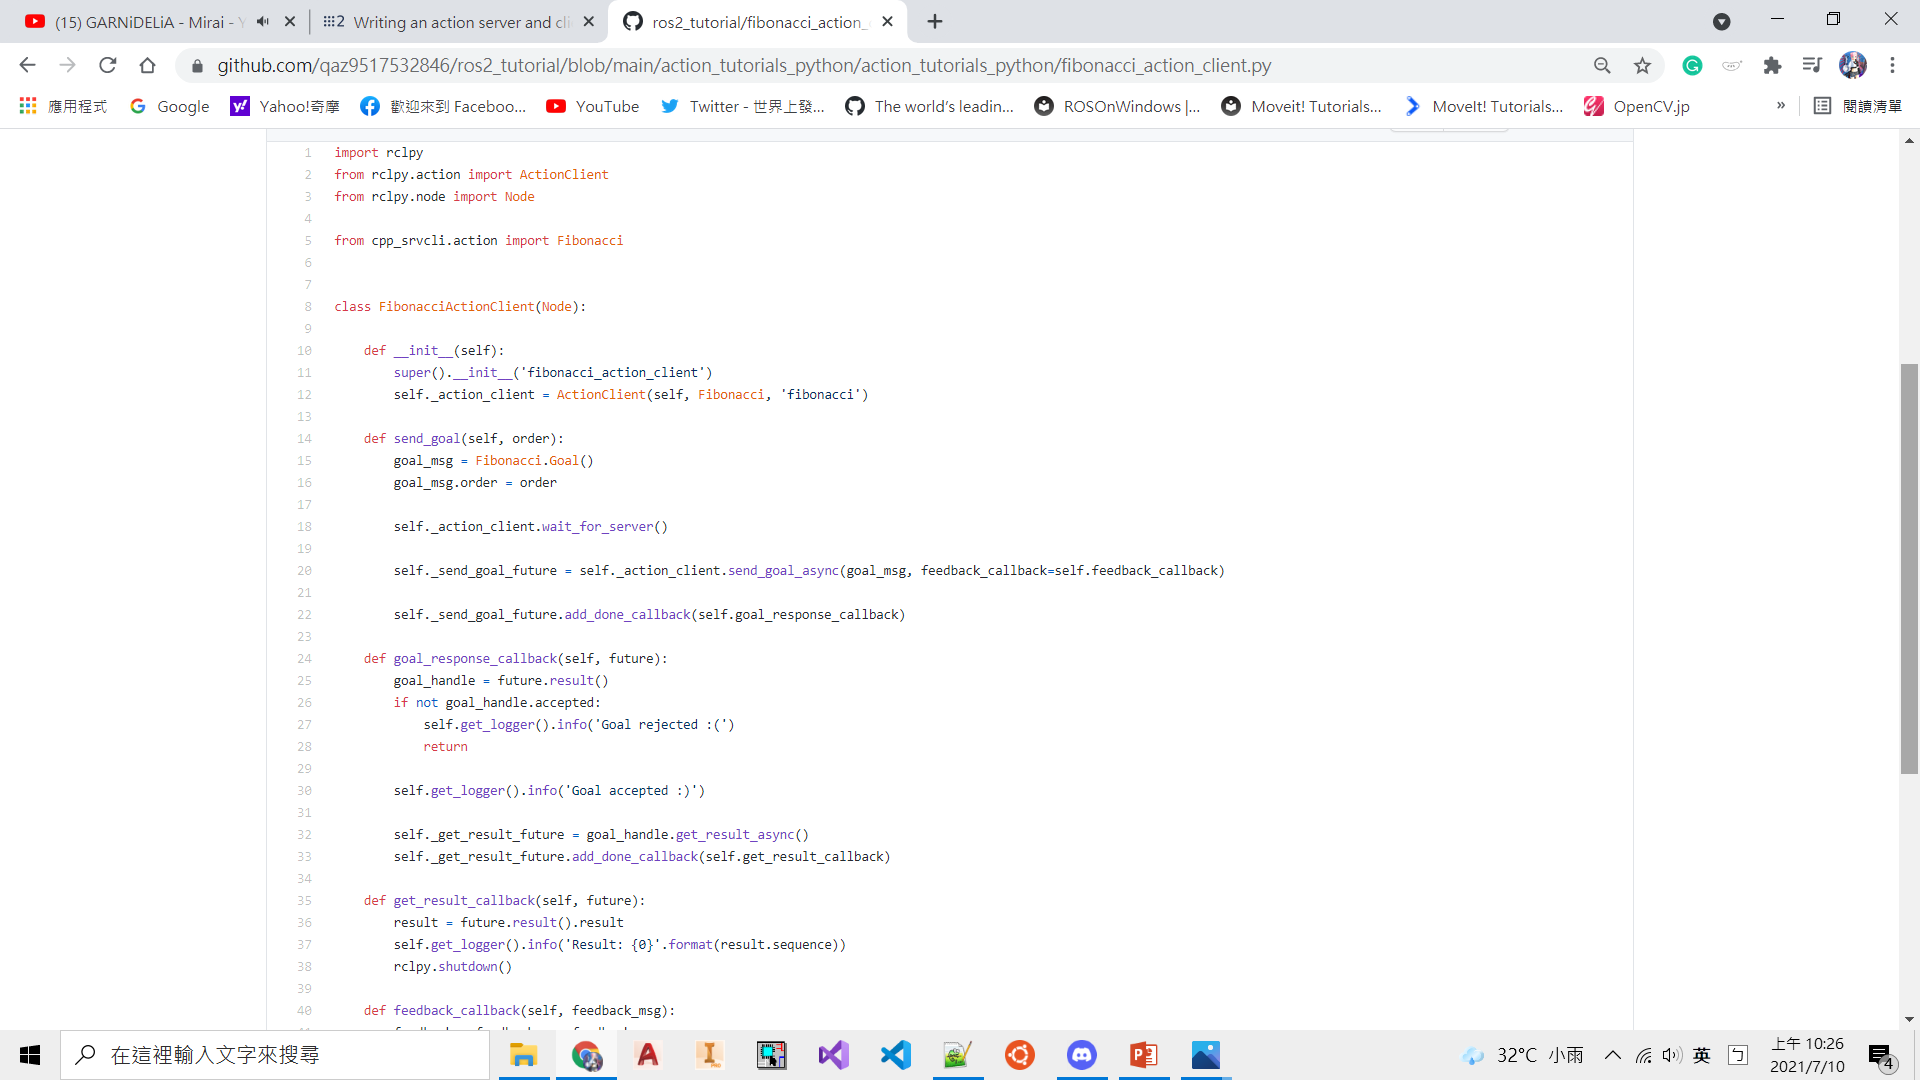 (15) GARNiDELiA - Mirai - Y
Writing an action server and cli
ros2_tutorial/fibonacci_action_
github.com/qaz9517532846/ros2_tutorial/blob/main/action_tutorials_python/action_tutorials_python/fibonacci_action_client.py
應用程式
Google
Yahoo!奇摩
歡迎來到 Faceboo...
YouTube
Twitter - 世界上發...
The world's leadin...
ROSOnWindows |...
Moveit! Tutorials...
MoveIt! Tutorials...
OpenCV.jp
»
閱讀清單
1 import rclpy
2 from rclpy.action import ActionClient
3 from rclpy.node import Node
4
5 from cpp_srvcli.action import Fibonacci
6
7
8 class FibonacciActionClient(Node):
9
10 def __init__(self):
11 super().__init__('fibonacci_action_client')
12 self._action_client = ActionClient(self, Fibonacci, 'fibonacci')
13
14 def send_goal(self, order):
15 goal_msg = Fibonacci.Goal()
16 goal_msg.order = order
17
18 self._action_client.wait_for_server()
19
20 self._send_goal_future = self._action_client.send_goal_async(goal_msg, feedback_callback=self.feedback_callback)
21
22 self._send_goal_future.add_done_callback(self.goal_response_callback)
23
24 def goal_response_callback(self, future):
25 goal_handle = future.result()
26 if not goal_handle.accepted:
27 self.get_logger().info('Goal rejected :(')
28 return
29
30 self.get_logger().info('Goal accepted :)')
31
32 self._get_result_future = goal_handle.get_result_async()
33 self._get_result_future.add_done_callback(self.get_result_callback)
34
35 def get_result_callback(self, future):
36 result = future.result().result
37 self.get_logger().info('Result: {0}'.format(result.sequence))
38 rclpy.shutdown()
39
40 def feedback_callback(self, feedback_msg):
在這裡輸入文字來搜尋
32°C 小雨
英
上午 10:26
2021/7/10
4